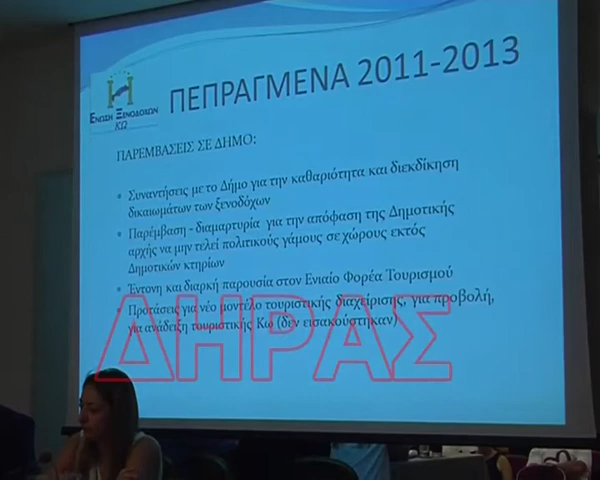 ΠΕΠΡΑΓΜΕΝΑ 2011-2013
ΕΝΩΣΗ ΞΕΝΟΔΟΧΩΝ
ΚΩ
ΠΑΡΕΜΒΑΣΕΙΣ ΣΕ ΔΗΜΟ:
Συναντήσεις με το Δήμο για την καθαριότητα και διεκδίκηση
δικαιωμάτων των ξενοδόχων
Παρέμβαση - διαμαρτυρία για την απόφαση της Δημοτικής
αρχής να μην τελεί πολιτικούς γάμους σε χώρους εκτός
Δημοτικών κτηρίων
Έντονη και διαρκή παρουσία στον Ενιαίο Φορέα Τουρισμού
Προτάσεις για νέο μοντέλο τουριστικής διαχείρισης, για προβολή,
για ανάδειξη τουριστικής Κω (δεν εισακούστηκαν)
ΔΗΡΑΣ